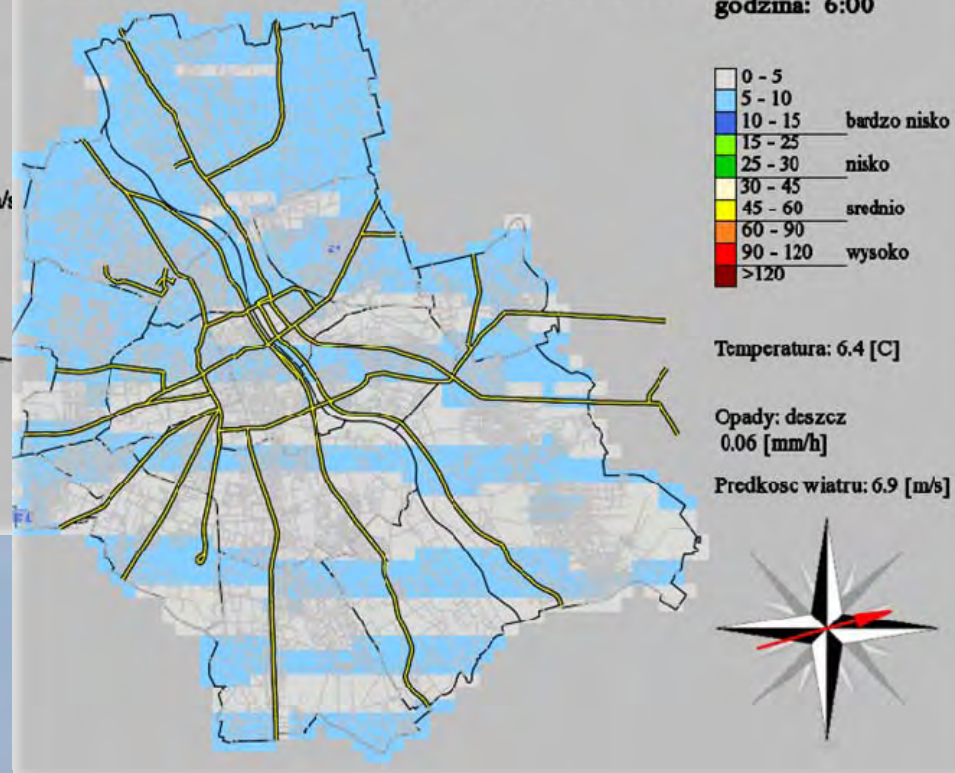 godzina: 6:00
0 - 5
5 - 10
10 - 15 bardzo nisko
15 - 25
25 - 30 nisko
30 - 45
45 - 60 srednio
60 - 90
90 - 120 wysoko
>120
Temperatura: 6.4 [C]
Opady: deszcz
0.06 [mm/h]
Predkosc wiatru: 6.9 [m/s]